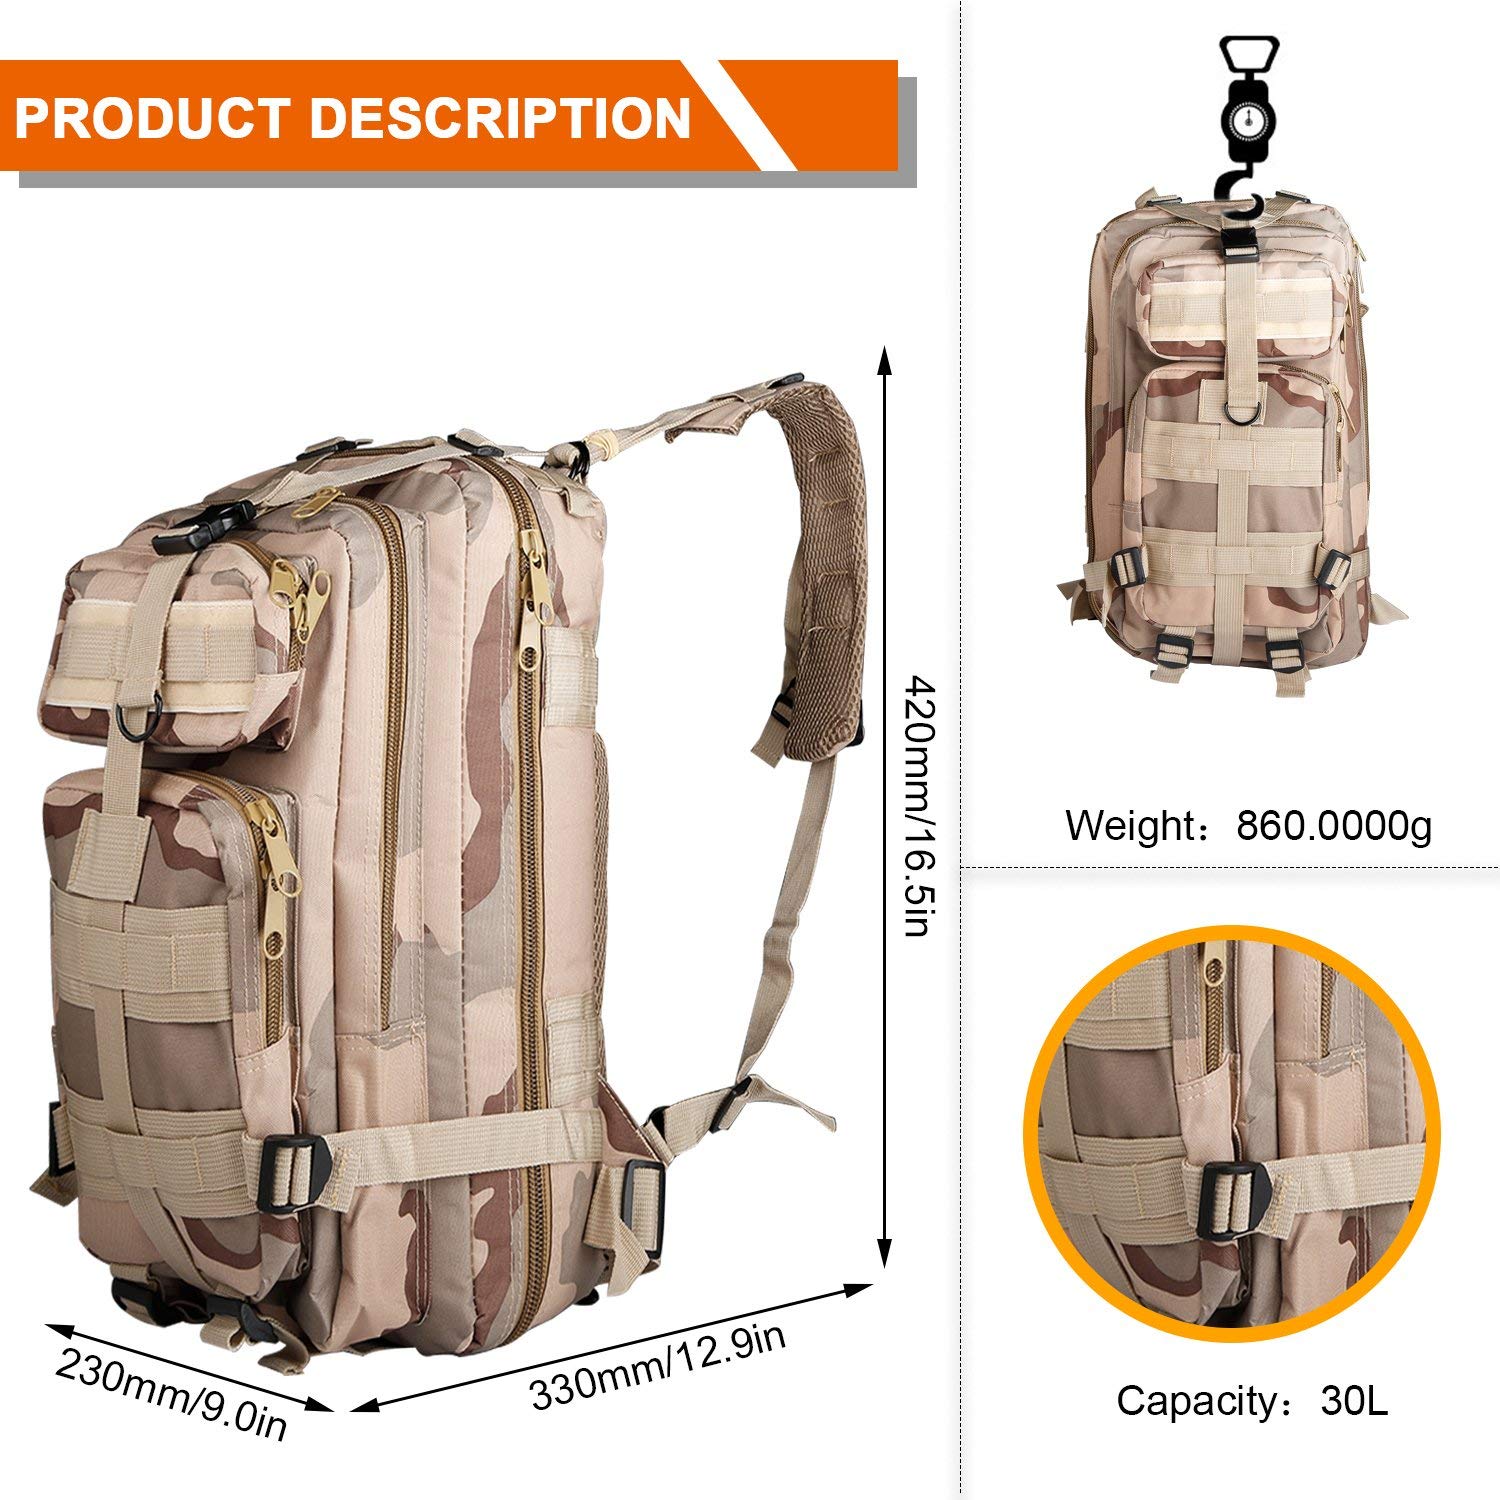 PRODUCT DESCRIPTION
420mm/16.5in
230mm/9.0in
330mm/12.9in
Weight：860.0000g
Capacity：30L